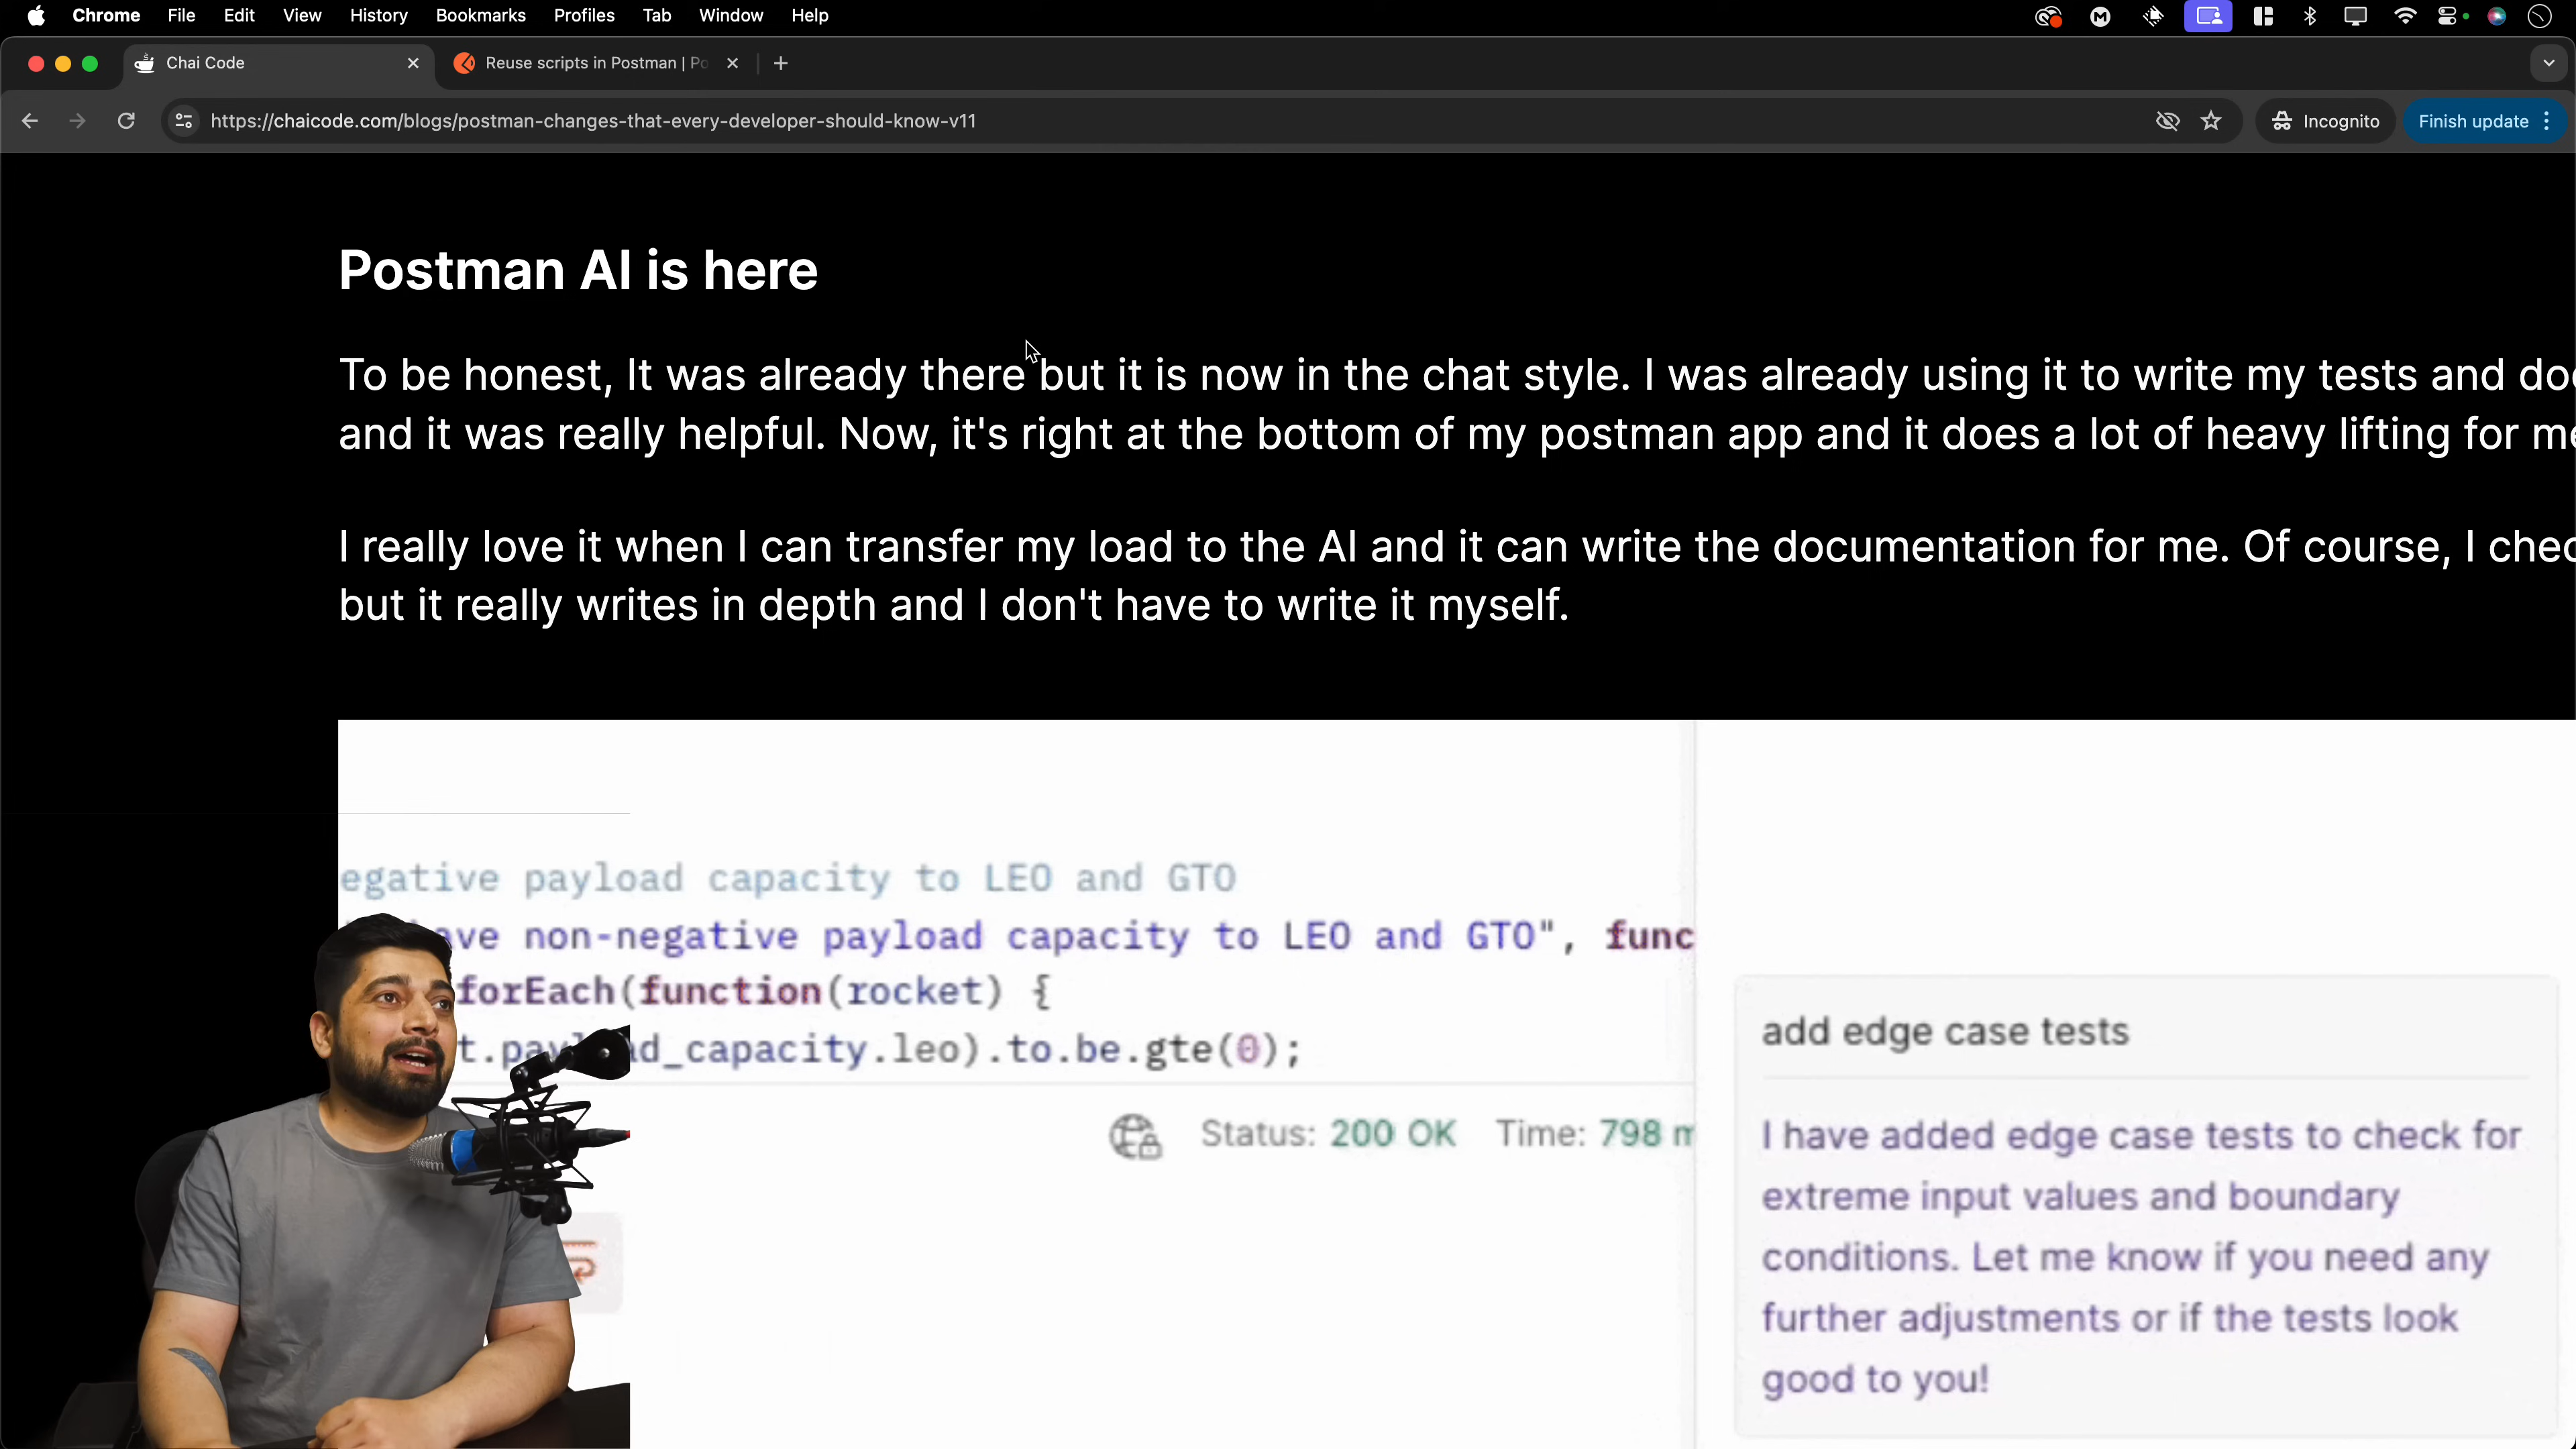 Chrome File Edit View History Bookmarks Profiles Tab Window Help
Chai Code
Reuse scripts in Postman | Po
https://chaicode.com/blogs/postman-changes-that-every-developer-should-know-v11
Incognito
Finish update
Postman AI is here
To be honest, It was already there but it is now in the chat style. I was already using it to write my tests and do
and it was really helpful. Now, it's right at the bottom of my postman app and it does a lot of heavy lifting for me
I really love it when I can transfer my load to the AI and it can write the documentation for me. Of course, I chec
but it really writes in depth and I don't have to write it myself.
egative payload capacity to LEO and GTO
ave non-negative payload capacity to LEO and GTO", func
forEach(function(rocket) {
t.payload_capacity.leo).to.be.gte(0);
Status: 200 OK Time: 798 m
add edge case tests
I have added edge case tests to check for
extreme input values and boundary
conditions. Let me know if you need any
further adjustments or if the tests look
good to you!